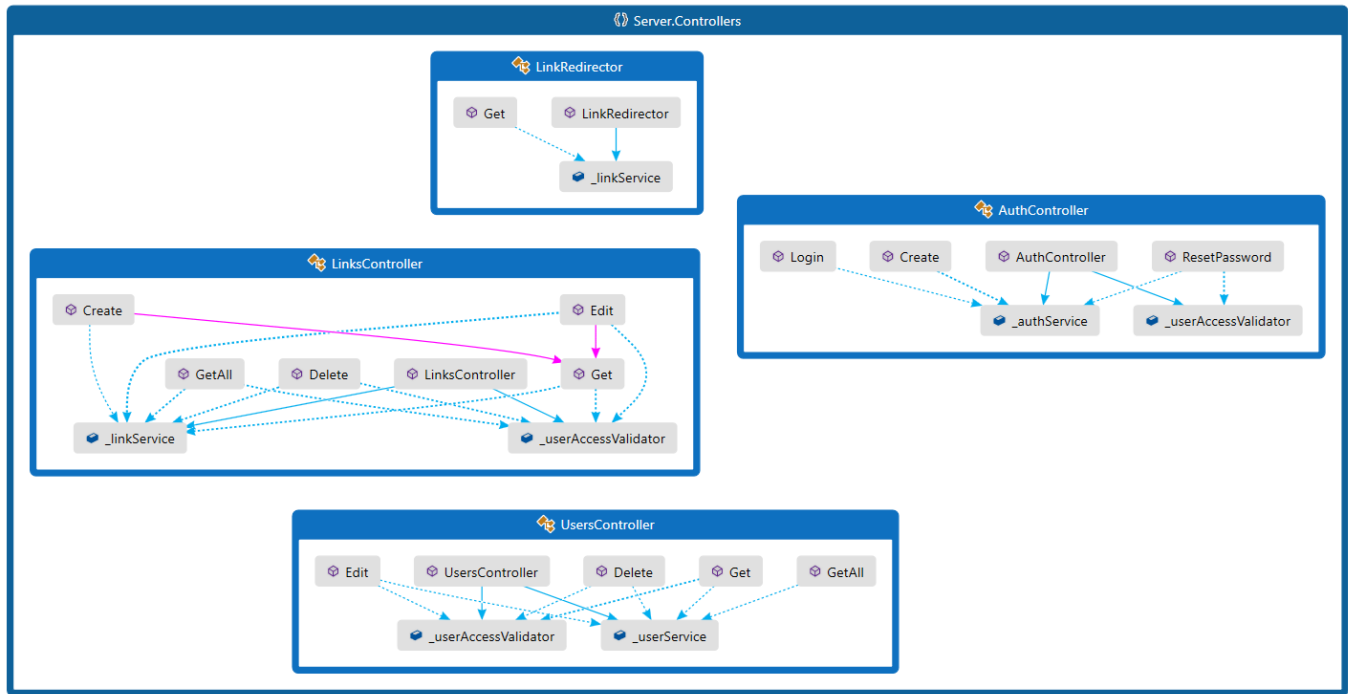 Server.Controllers
LinkRedirector
Get
LinkRedirector
_linkService
AuthController
Login
Create
AuthController
ResetPassword
_authService
_userAccessValidator
LinksController
Create
Edit
GetAll
Delete
LinksController
Get
_linkService
_userAccessValidator
UsersController
Edit
UsersController
Delete
Get
GetAll
_userAccessValidator
_userService